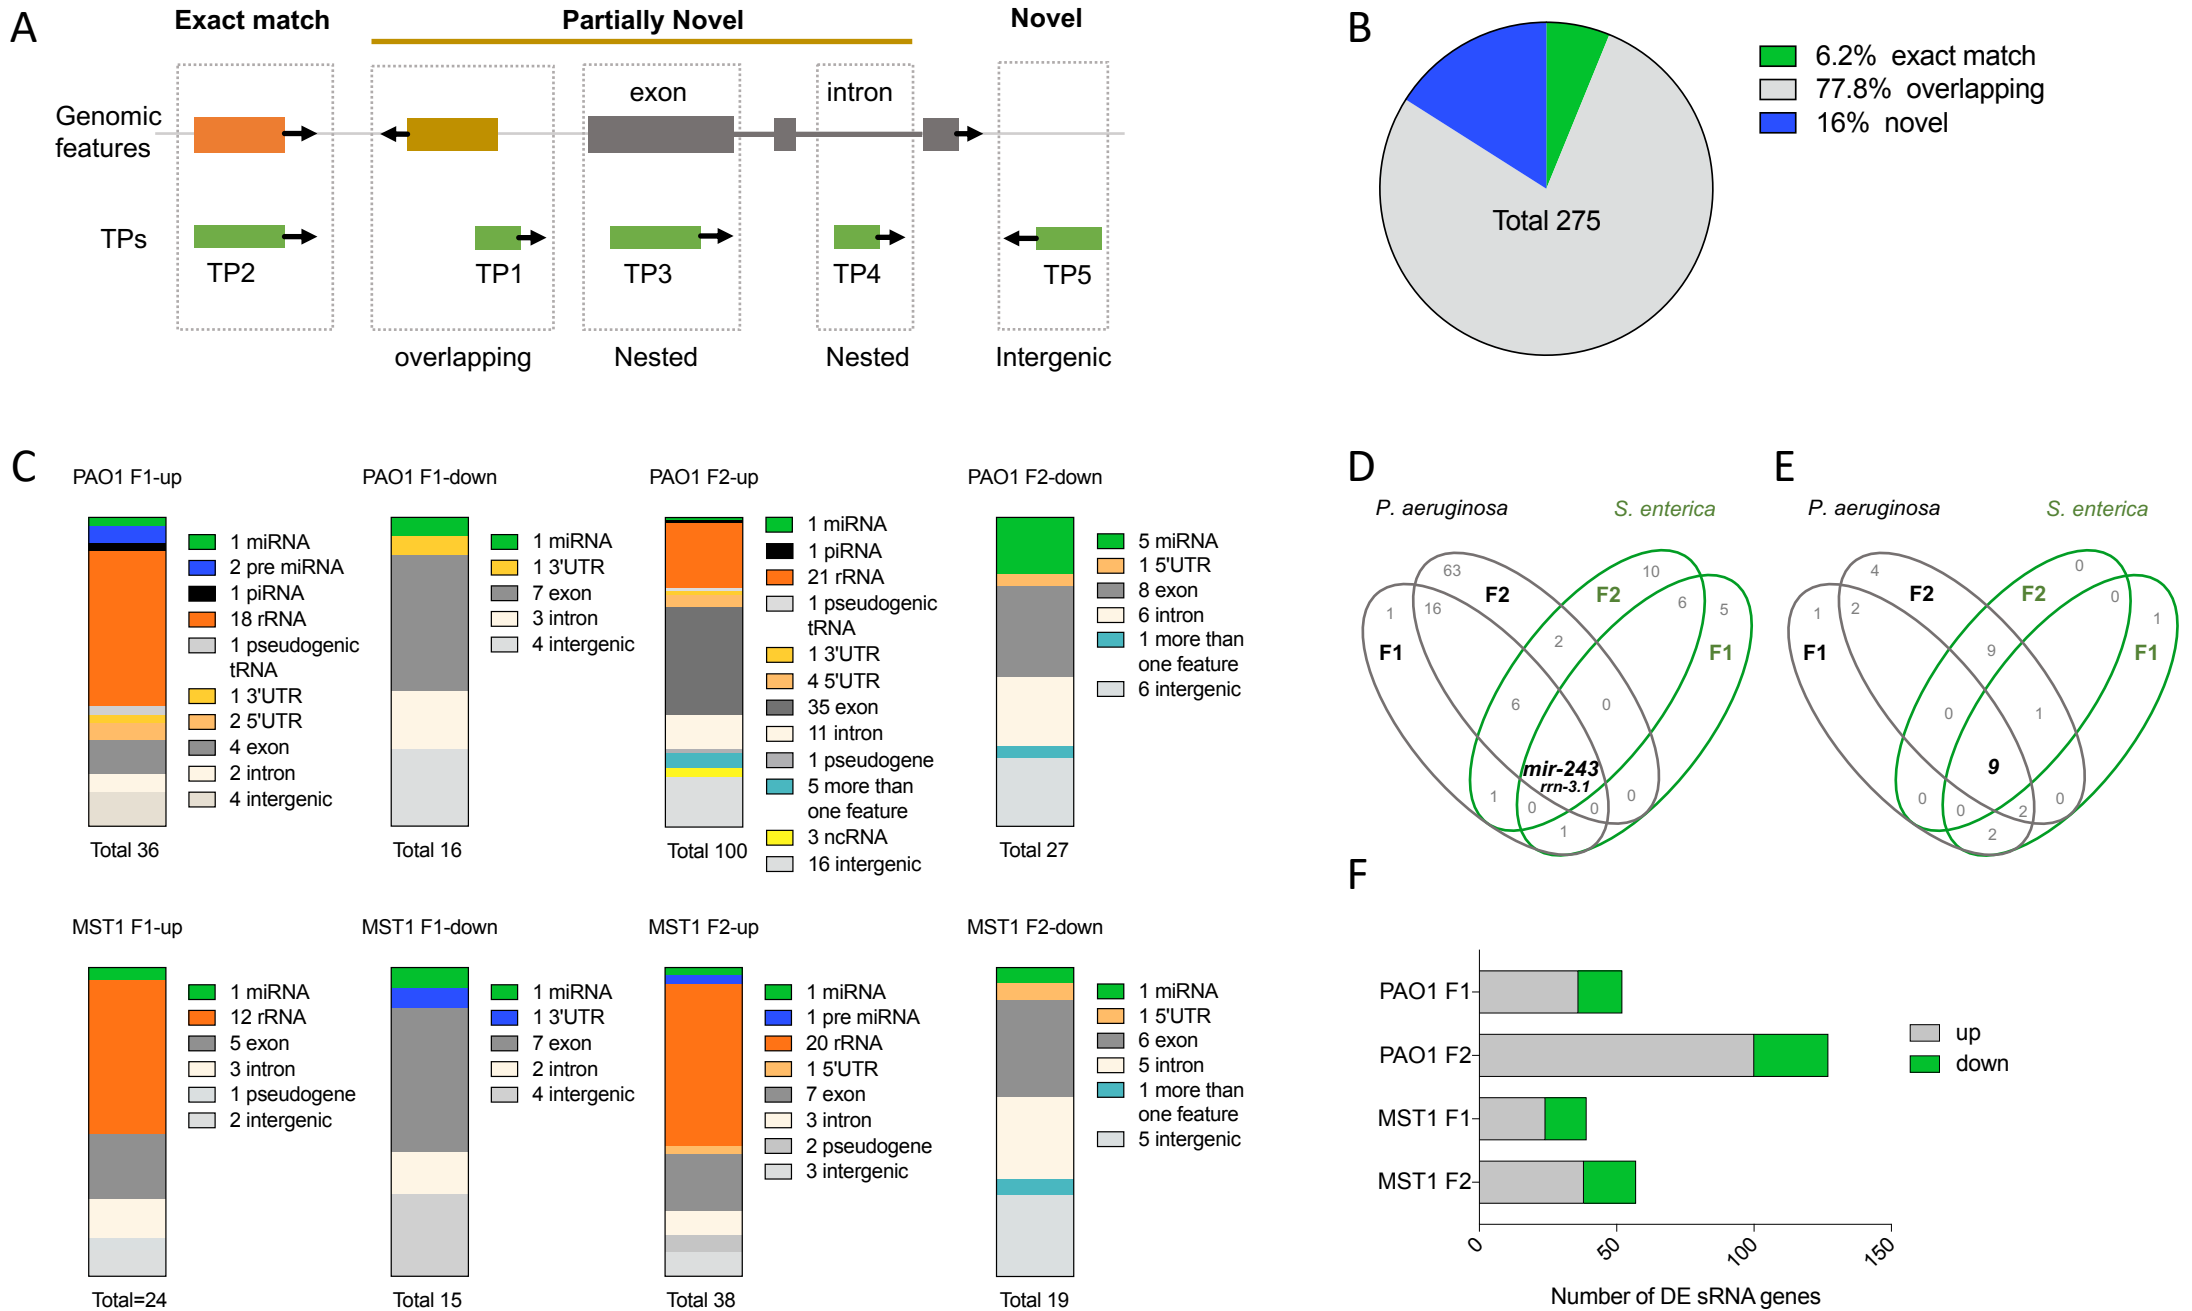 A
Exact match
Partially Novel
Novel
exon
intron
Genomic
features
TPs
TP2
TP1
TP3
TP4
TP5
overlapping
Nested
Nested
Intergenic
B
6.2% exact match
77.8% overlapping
16% novel
Total 275
C
PAO1 F1-up
1 miRNA
2 pre miRNA
1 piRNA
18 rRNA
1 pseudogenic
tRNA
1 3'UTR
2 5'UTR
4 exon
2 intron
4 intergenic
Total 36
PAO1 F1-down
1 miRNA
1 3'UTR
7 exon
3 intron
4 intergenic
Total 16
PAO1 F2-up
1 miRNA
1 piRNA
21 rRNA
1 pseudogenic
tRNA
1 3'UTR
4 5'UTR
35 exon
11 intron
1 pseudogene
5 more than
one feature
3 ncRNA
16 intergenic
Total 100
PAO1 F2-down
5 miRNA
1 5'UTR
8 exon
6 intron
1 more than
one feature
6 intergenic
Total 27
MST1 F1-up
1 miRNA
12 rRNA
5 exon
3 intron
1 pseudogene
2 intergenic
Total=24
MST1 F1-down
1 miRNA
1 3'UTR
7 exon
2 intron
4 intergenic
Total 15
MST1 F2-up
1 miRNA
1 pre miRNA
20 rRNA
1 5'UTR
7 exon
3 intron
2 pseudogene
3 intergenic
Total 38
MST1 F2-down
1 miRNA
1 5'UTR
6 exon
5 intron
1 more than
one feature
5 intergenic
Total 19
D
P. aeruginosa
S. enterica
63
10
F2
F2
1
16
6
5
2
F1
F1
6
0
mir-243
rrn-3.1
1
0
0
0
1
E
P. aeruginosa
S. enterica
4
0
F2
F2
1
2
0
1
9
F1
F1
0
1
9
0
0
2
0
2
F
PAO1 F1
PAO1 F2
MST1 F1
MST1 F2
up
down
0
50
100
150
Number of DE sRNA genes